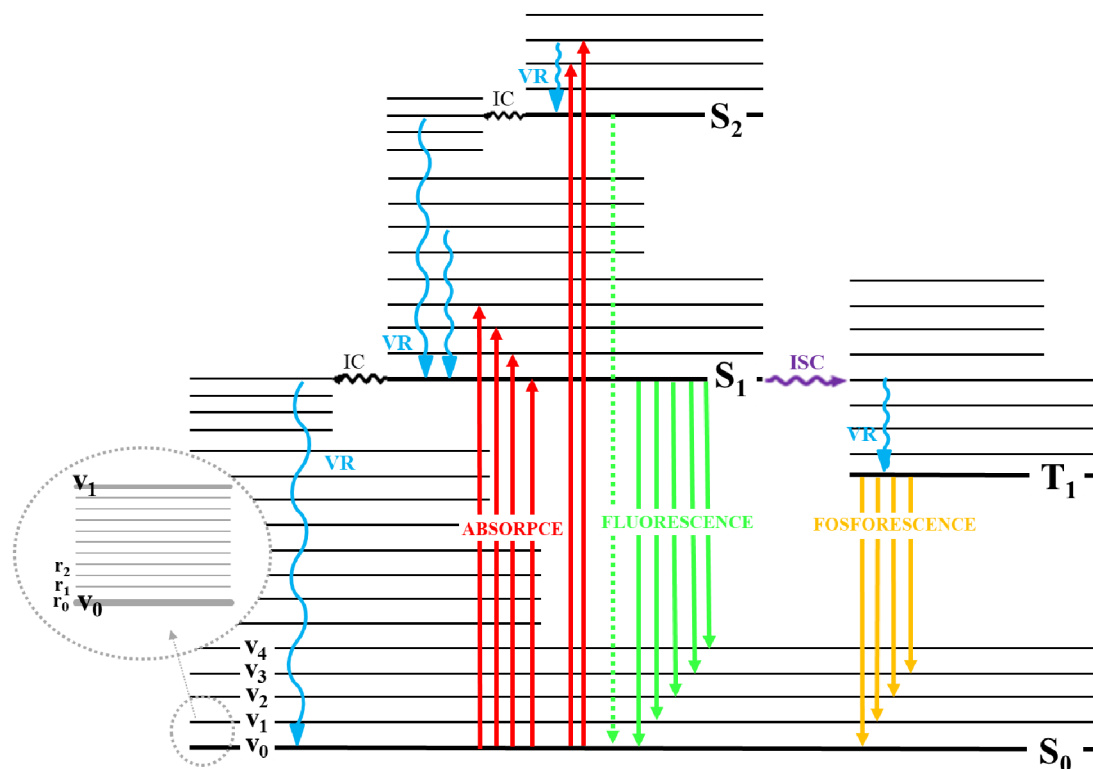 VR
IC
S2
VR
IC
S1
ISC
VR
VR
T1
v1
ABSORPCE
FLUORESCENCE
FOSFORESCENCE
r2
r1
r0 v0
v4
v3
v2
v1
v0
S0